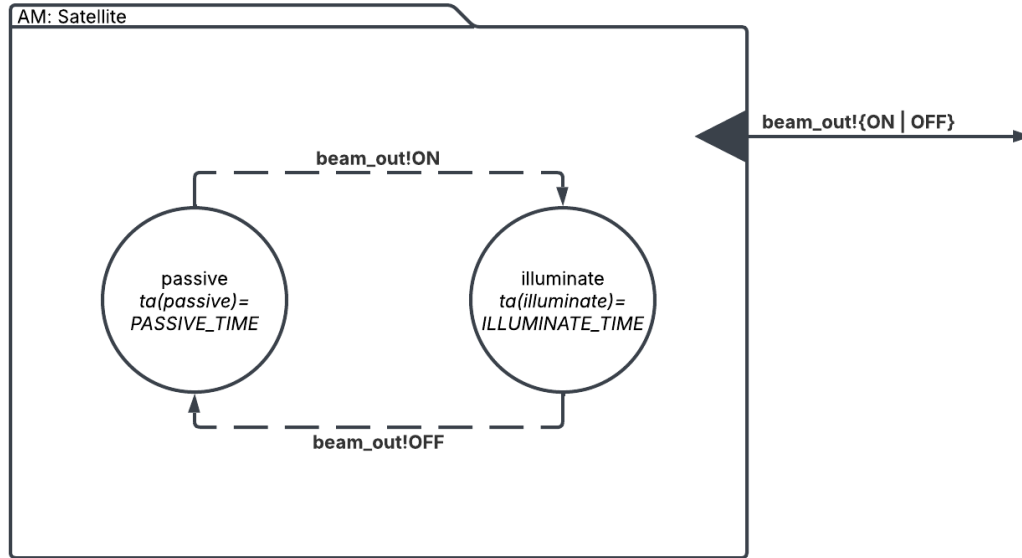 AM: Satellite
beam_out!{ON | OFF}
beam_out!ON
passive
ta(passive)=
PASSIVE_TIME
illuminate
ta(illuminate)=
ILLUMINATE_TIME
beam_out!OFF